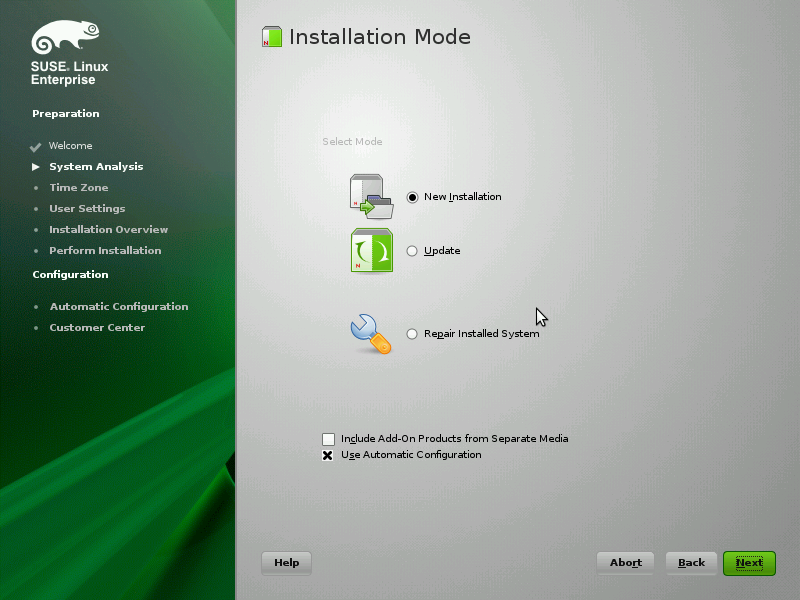 SUSE® Linux
Enterprise
Preparation
Welcome
System Analysis
Time Zone
User Settings
Installation Overview
Perform Installation
Configuration
Automatic Configuration
Customer Center
Installation Mode
Select Mode
New Installation
Update
Repair Installed System
Include Add-On Products from Separate Media
Use Automatic Configuration
Help
Abort
Back
Next